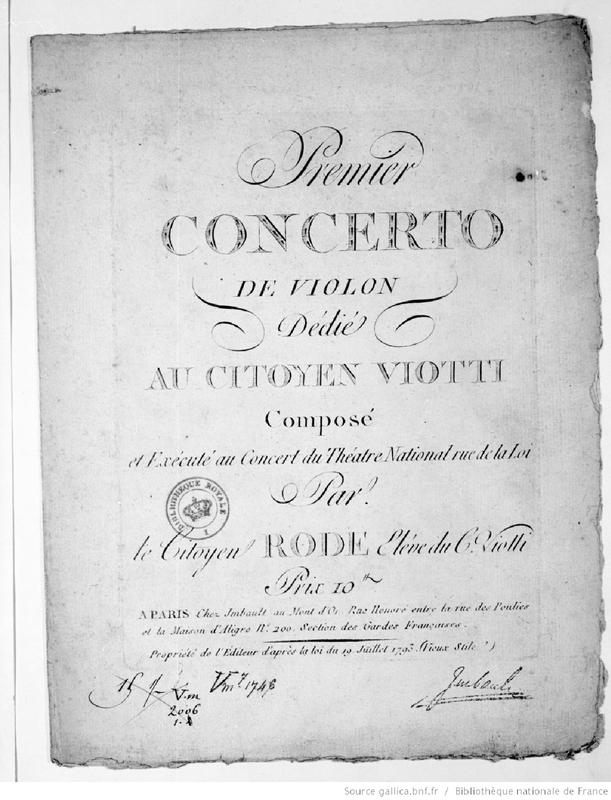 Premier
CONCERTO
DE VIOLON
Dédié
AU CITOYEN VIOTTI
Composé
et Exécuté au Concert du Théatre National rue de la Loi
Par
le Citoyen RODE Elève du C.n Viotti
Prix 10 tt
A PARIS Chez Imbault au Mont d'Or Rue Honoré entre la rue des Poulies
et la Maison d'Aligre N.o 200. Section des Gardes Françaises.
Propriété de l'Editeur d'après la loi du 19. Juillet 1793 (Vieux Stile.)
BIBLIOTHEQUE ROYALE
Vm7 1748
V.m
2006
Imbault
Source gallica.bnf.fr / Bibliothèque nationale de France